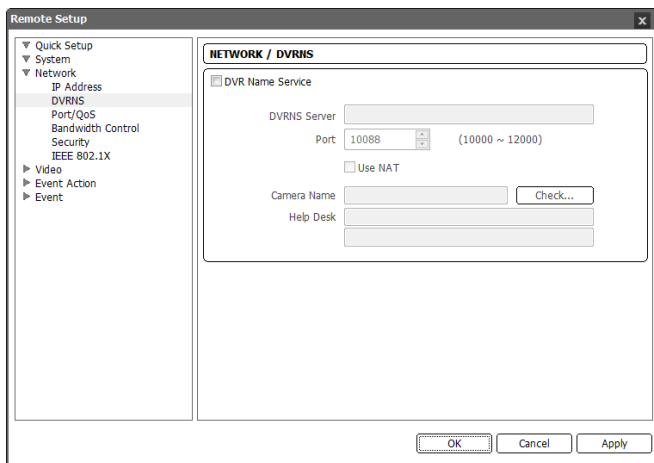 Remote Setup
Quick Setup
System
Network
IP Address
DVRNS
Port/QoS
Bandwidth Control
Security
IEEE 802.1X
Video
Event Action
Event
NETWORK / DVRNS
DVR Name Service
DVRNS Server
Port 10088 (10000 ~ 12000)
Use NAT
Camera Name Check...
Help Desk
OK Cancel Apply